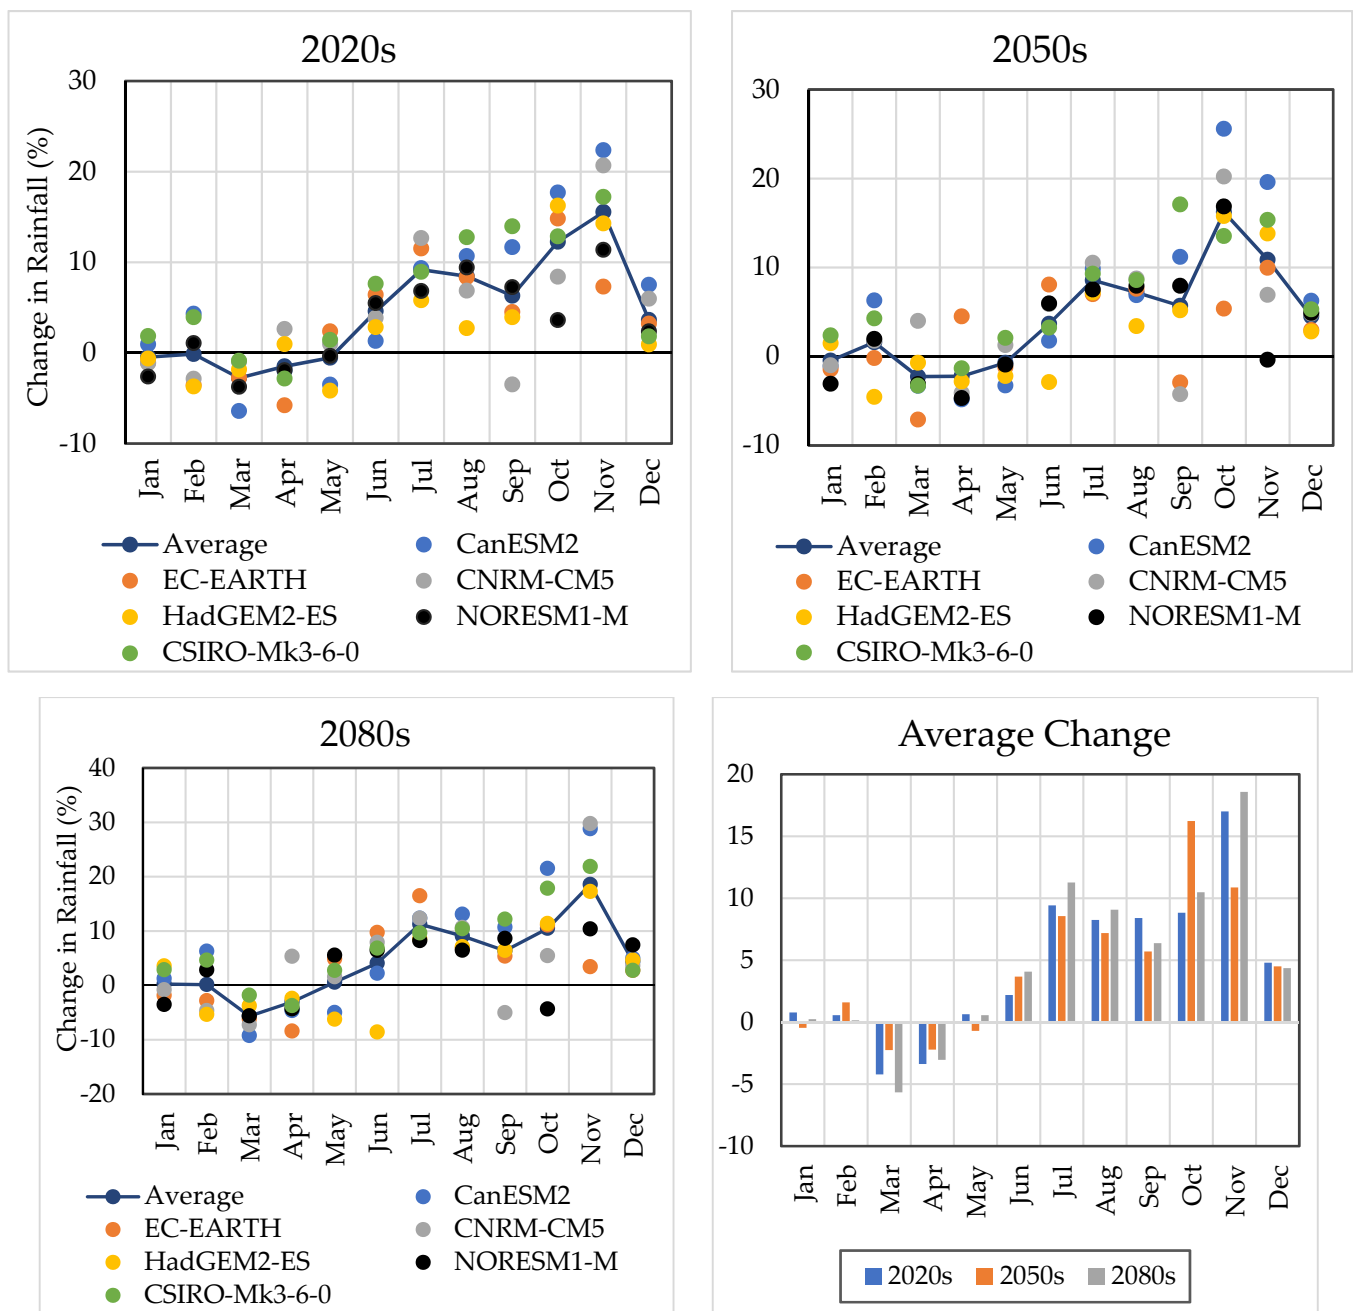 2020s
Change in Rainfall (%)
30
20
10
0
-10
Jan Feb Mar Apr May Jun Jul Aug Sep Oct Nov Dec
Average CanESM2
EC-EARTH CNRM-CM5
HadGEM2-ES NORESM1-M
CSIRO-Mk3-6-0
2050s
30
20
10
0
-10
Jan Feb Mar Apr May Jun Jul Aug Sep Oct Nov Dec
Average CanESM2
EC-EARTH CNRM-CM5
HadGEM2-ES NORESM1-M
CSIRO-Mk3-6-0
2080s
Change in Rainfall (%)
40
30
20
10
0
-10
-20
Jan Feb Mar Apr May Jun Jul Aug Sep Oct Nov Dec
Average CanESM2
EC-EARTH CNRM-CM5
HadGEM2-ES NORESM1-M
CSIRO-Mk3-6-0
Average Change
20
15
10
5
0
-5
-10
Jan Feb Mar Apr May Jun Jul Aug Sep Oct Nov Dec
2020s 2050s 2080s